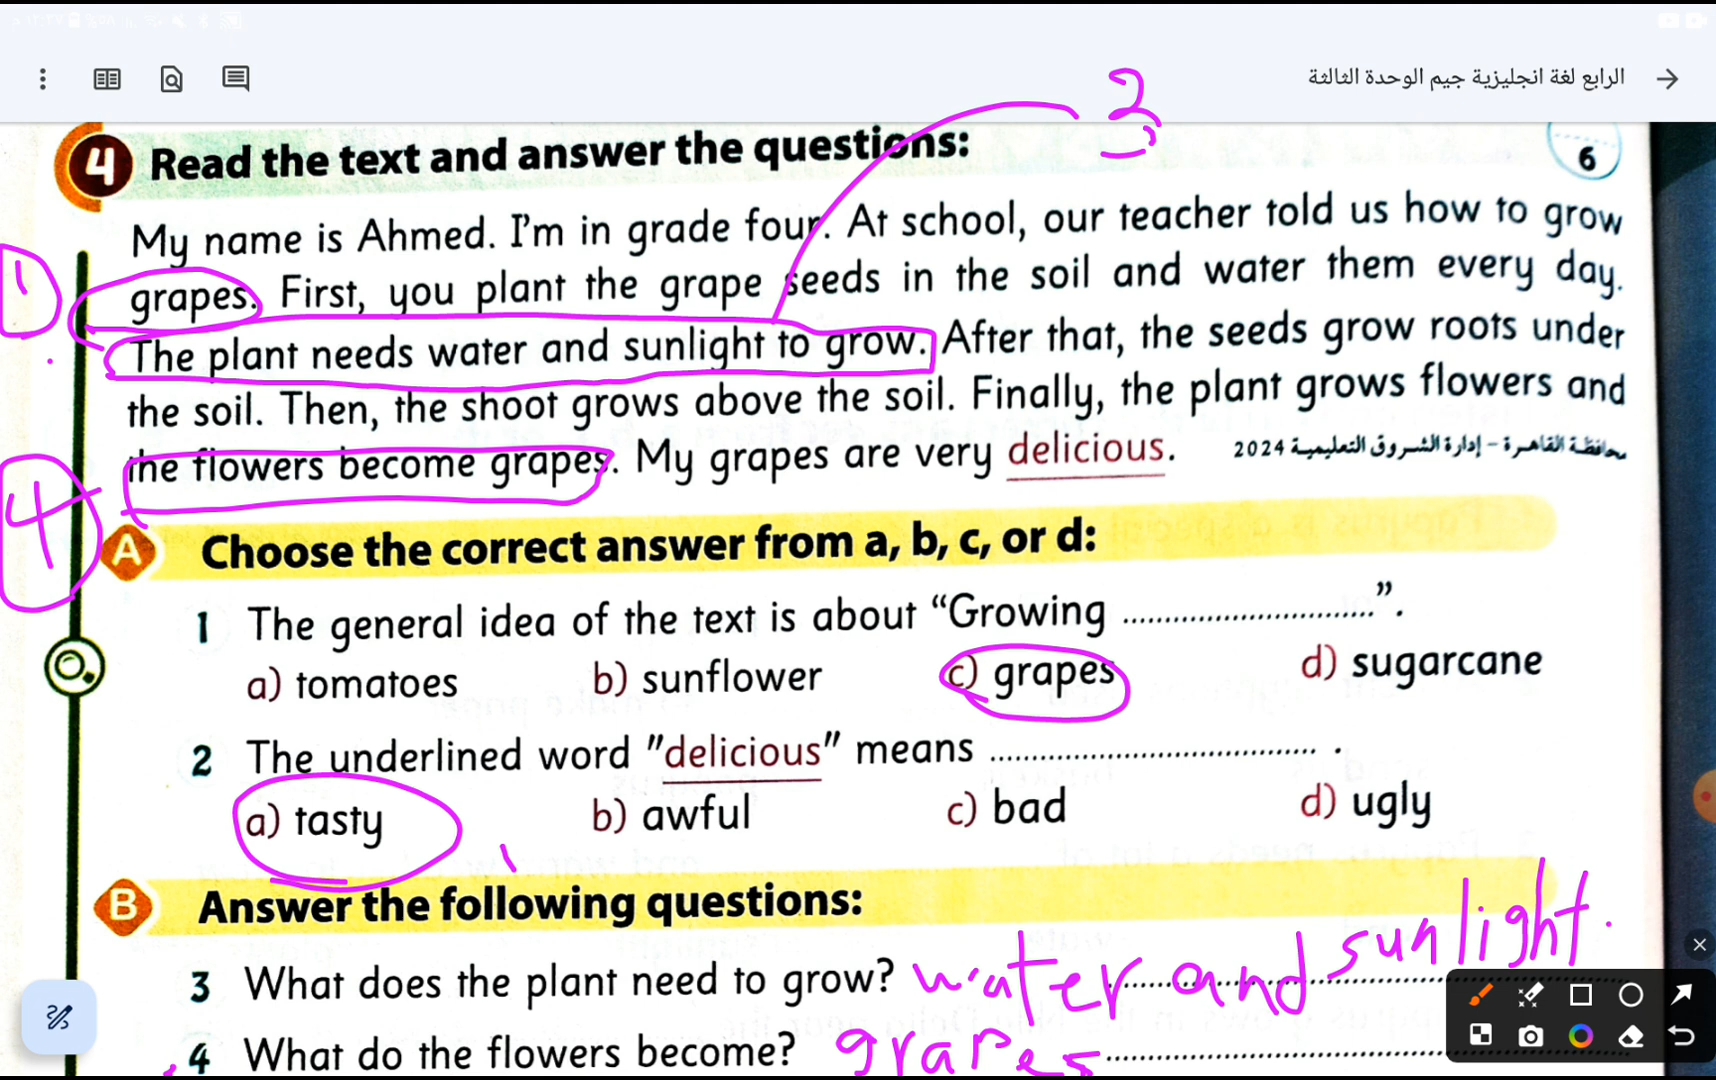 الرابع لغة انجليزية جيم الوحدة الثالثة
4 Read the text and answer the questions:
6
My name is Ahmed. I'm in grade four. At school, our teacher told us how to grow
grapes. First, you plant the grape seeds in the soil and water them every day.
The plant needs water and sunlight to grow. After that, the seeds grow roots under
the soil. Then, the shoot grows above the soil. Finally, the plant grows flowers and
the flowers become grapes. My grapes are very delicious. محافظة القاهرة - إدارة الشروق التعليمية 2024
1
4
A Choose the correct answer from a, b, c, or d:
1 The general idea of the text is about “Growing ..............................”.
a) tomatoes b) sunflower c) grapes d) sugarcane
2 The underlined word "delicious" means ....................................... .
a) tasty b) awful c) bad d) ugly
B Answer the following questions:
3 What does the plant need to grow? water and sunlight.
4 What do the flowers become? grapes